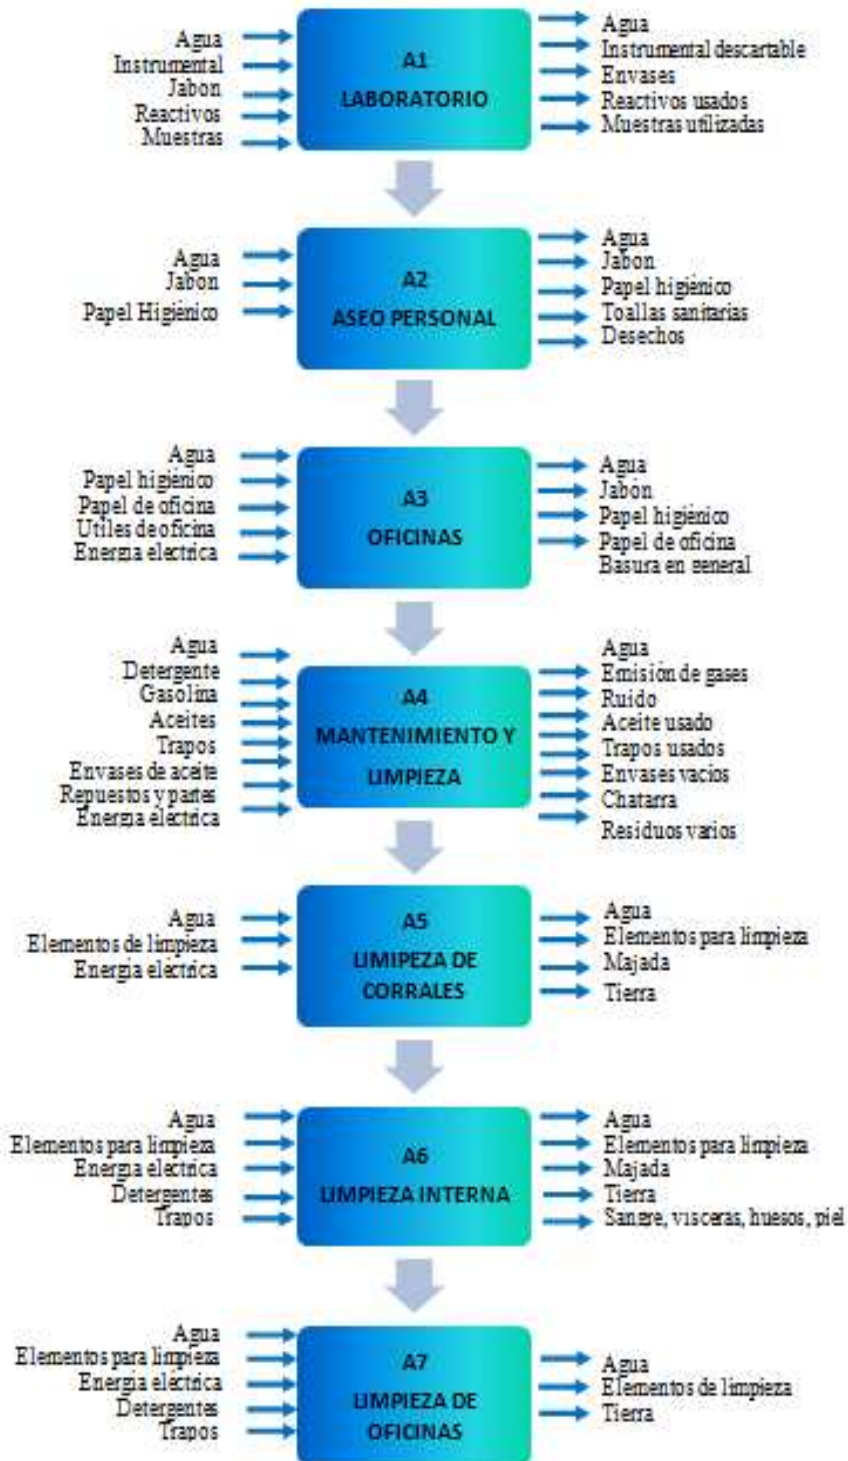 Agua
Instrumental
Jabon
Reactivos
Muestras
A1
LABORATORIO
Agua
Instrumental descartable
Envases
Reactivos usados
Muestras utilizadas
Agua
Jabon
Papel Higiénico
A2
ASEO PERSONAL
Agua
Jabon
Papel higiénico
Toallas sanitarias
Desechos
Agua
Papel higiénico
Papel de oficina
Utiles de oficina
Energia electrica
A3
OFICINAS
Agua
Jabón
Papel higiénico
Papel de oficina
Basura en general
Agua
Detergente
Gasolina
Aceites
Trapos
Envases de aceite
Repuestos y partes
Energia electrica
A4
MANTENIMIENTO Y
LIMPIEZA
Agua
Emisión de gases
Ruido
Aceite usado
Trapos usados
Envases vacios
Chatarra
Residuos varios
Agua
Elementos de limpieza
Energia eléctrica
A5
LIMIPEZA DE
CORRALES
Agua
Elementos para limpieza
Majada
Tierra
Agua
Elementos para limpieza
Energia electrica
Detergentes
Trapos
A6
LIMPIEZA INTERNA
Agua
Elementos para limpieza
Majada
Tierra
Sangre, visceras, huesos, piel
Agua
Elementos para limpieza
Energia eléctrica
Detergentes
Trapos
A7
LIMPIEZA DE
OFICINAS
Agua
Elementos de limpieza
Tierra